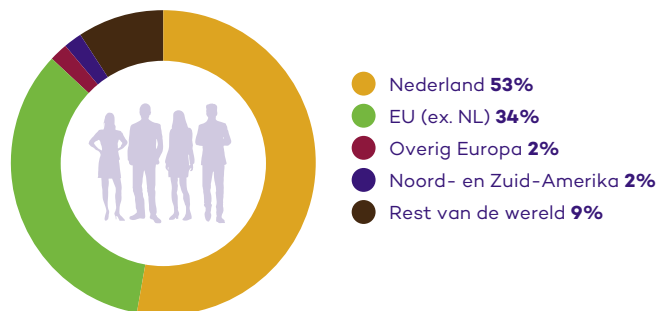 Nederland 53%
EU (ex. NL) 34%
Overig Europa 2%
Noord- en Zuid-Amerika 2%
Rest van de wereld 9%